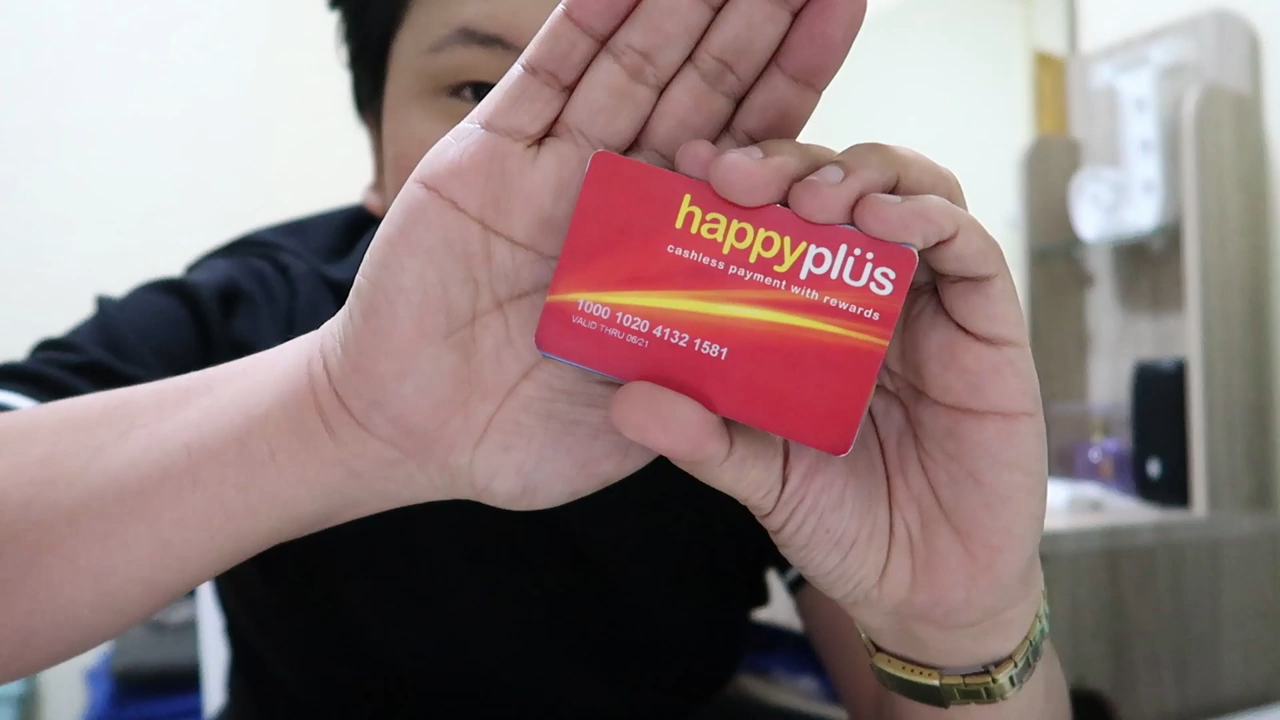 happyplüs
cashless payment with rewards
1000 1020 4132 1581
VALID THRU 06/21